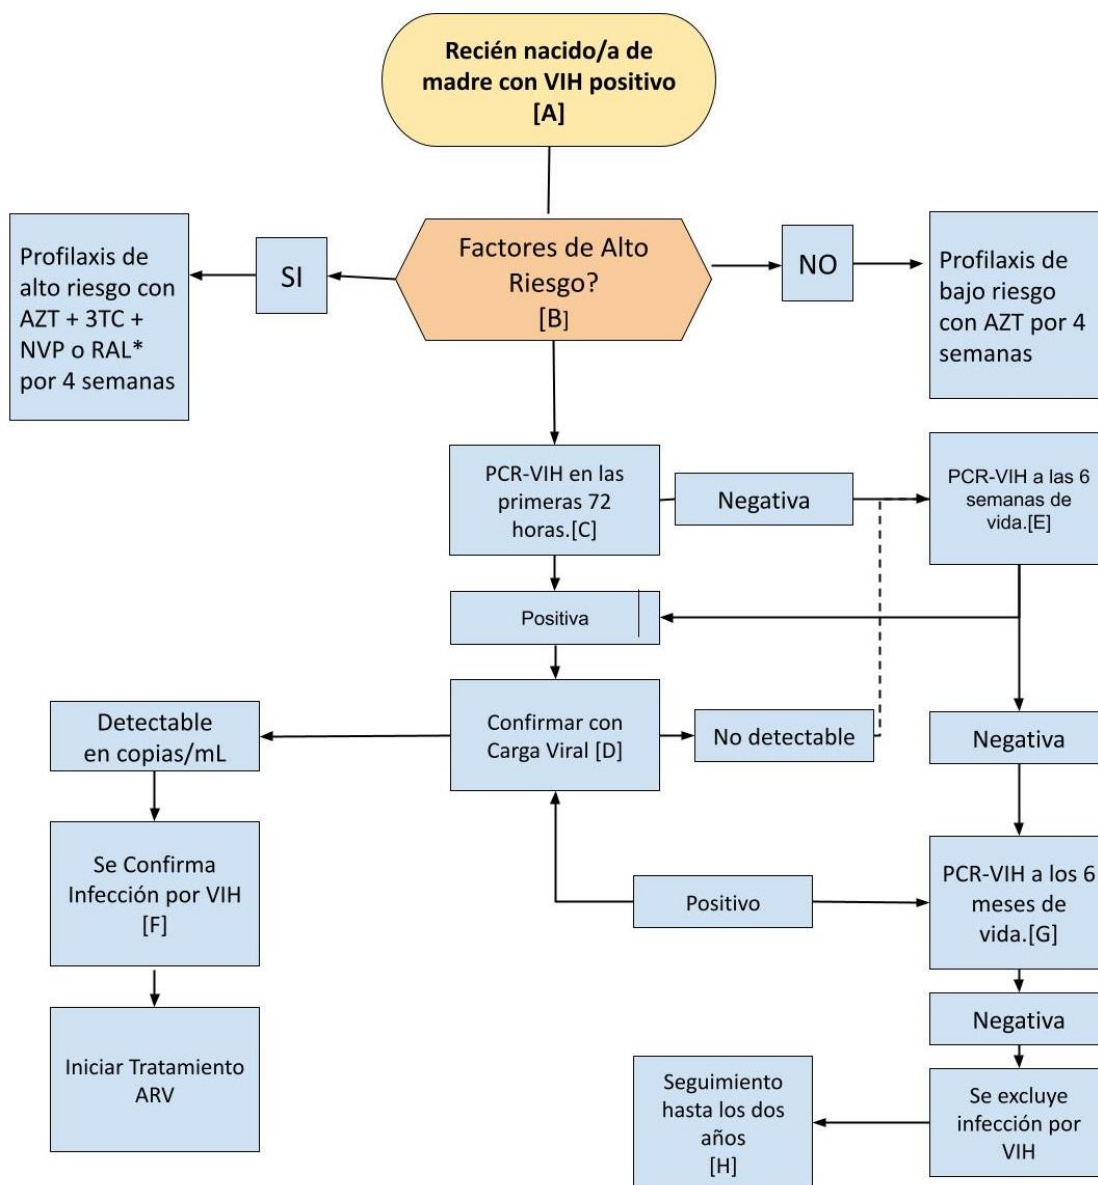 Recién nacido/a de
madre con VIH positivo
[A]
Profilaxis de
alto riesgo con
AZT + 3TC +
NVP o RAL*
por 4 semanas
SI
Factores de Alto
Riesgo?
[B]
NO
Profilaxis de
bajo riesgo
con AZT por 4
semanas
PCR-VIH en las
primeras 72
horas.[C]
Negativa
PCR-VIH a las 6
semanas de
vida.[E]
Positiva
Detectable
en copias/mL
Confirmar con
Carga Viral [D]
No detectable
Negativa
Se Confirma
Infección por VIH
[F]
Positivo
PCR-VIH a los 6
meses de
vida.[G]
Negativa
Iniciar Tratamiento
ARV
Seguimiento
hasta los dos
años
[H]
Se excluye
infección por
VIH